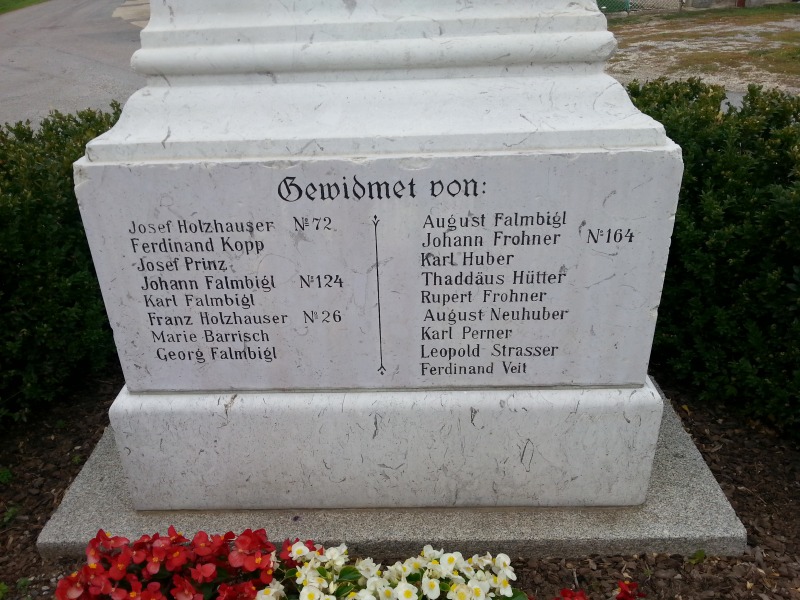 Gewidmet von:
Josef Holzhauser Nº 72
Ferdinand Kopp
Josef Prinz
Johann Falmbigl Nº 124
Karl Falmbigl
Franz Holzhauser Nº 26
Marie Barrisch
Georg Falmbigl
August Falmbigl
Johann Frohner Nº 164
Karl Huber
Thaddäus Hütter
Rupert Frohner
August Neuhuber
Karl Perner
Leopold Strasser
Ferdinand Veit